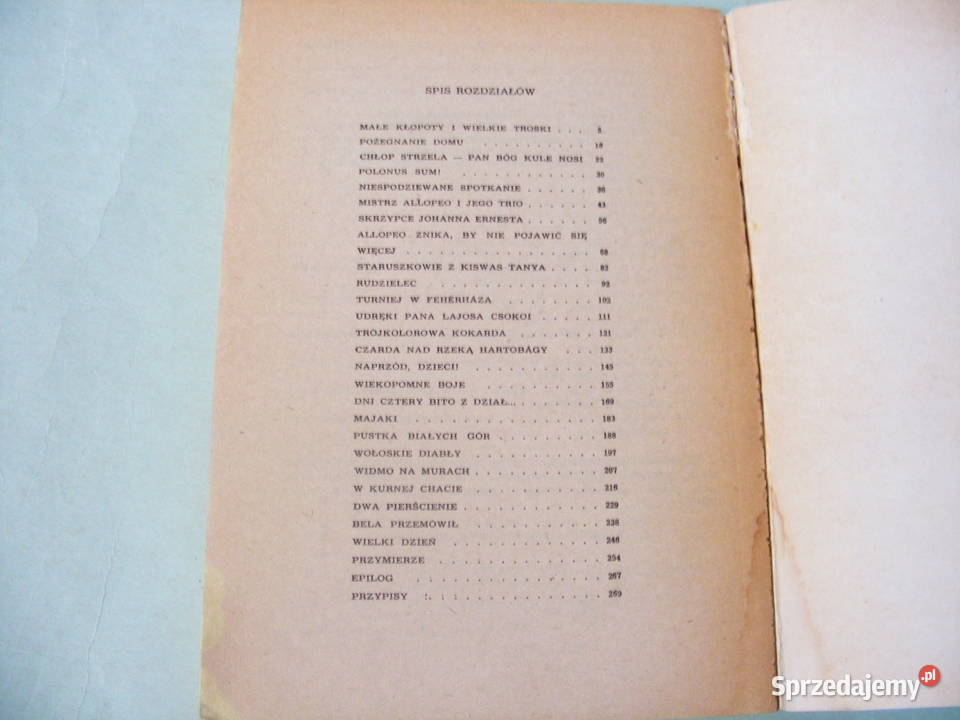 SPIS ROZDZIAŁÓW
MAŁE KŁOPOTY I WIELKIE TROSKI . . . 5
POŻEGNANIE DOMU . . . . . . . . . . 16
CHŁOP STRZELA — PAN BÓG KULE NOSI 22
POLONUS SUM! . . . . . . . . . . . . 30
NIESPODZIEWANE SPOTKANIE . . . . . . 36
MISTRZ ALLOPEO I JEGO TRIO . . . . . 43
SKRZYPCE JOHANNA ERNESTA . . . . . . 56
ALLOPEO ZNIKA, BY NIE POJAWIĆ SIĘ
WIĘCEJ . . . . . . . . . . . . . . . 68
STARUSZKOWIE Z KISWAS TANYA . . . . 82
RUDZIELEC . . . . . . . . . . . . . 92
TURNIEJ W FEHÉRHÁZA . . . . . . . . 102
UDRĘKI PANA LAJOSA CSOKOI . . . . . 111
TRÓJKOLOROWA KOKARDA . . . . . . . 121
CZARDA NAD RZEKĄ HARTOBÁGY . . . 133
NAPRZÓD, DZIECI! . . . . . . . . . . 145
WIEKOPOMNE BOJE . . . . . . . . . . 155
DNI CZTERY BITO Z DZIAŁ... . . . . . . . 169
MAJAKI . . . . . . . . . . . . . . 183
PUSTKA BIAŁYCH GÓR . . . . . . . . . 188
WOŁOSKIE DIABŁY . . . . . . . . . . 197
WIDMO NA MURACH . . . . . . . . . . 207
W KURNEJ CHACIE . . . . . . . . . . 216
DWA PIERŚCIENIE . . . . . . . . . . . 229
BELA PRZEMÓWIŁ . . . . . . . . . . 238
WIELKI DZIEŃ . . . . . . . . . . . . 246
PRZYMIERZE . . . . . . . . . . . . . 254
EPILOG . . . . . . . . . . . . . . 267
PRZYPISY . . . . . . . . . . . . . . 269
Sprzedajemy.pl